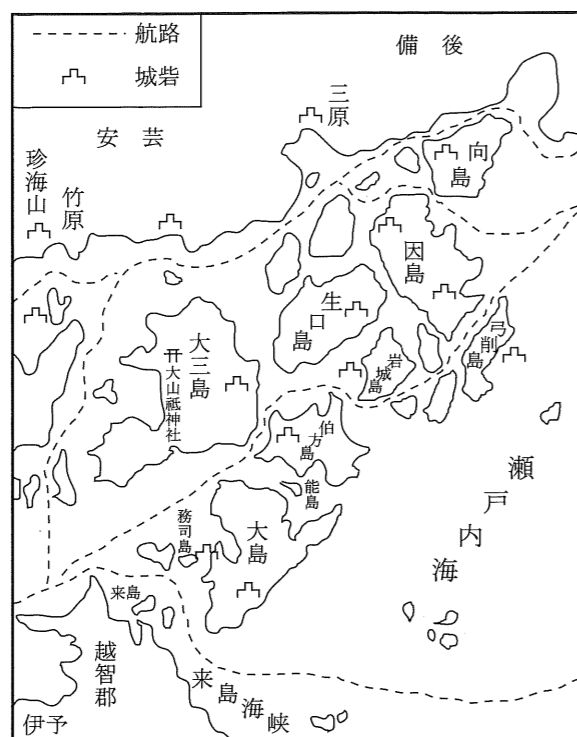 航路
城砦
備後
三原
安芸
向島
珍海山
竹原
因島
生口島
弓削島
大三島
大山祇神社
岩城島
伯方島
瀬戸内海
能島
務司島
大島
来島
越智郡
来島海峡
伊予